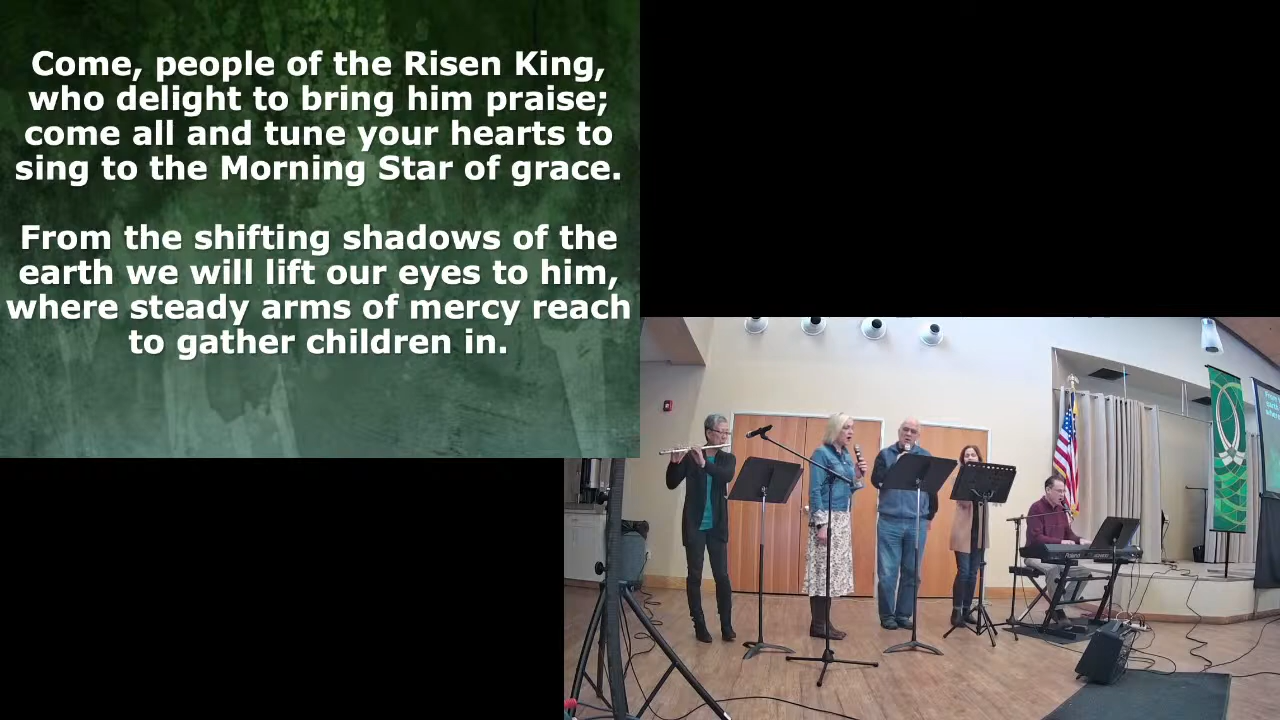 Come, people of the Risen King,
who delight to bring him praise;
come all and tune your hearts to
sing to the Morning Star of grace.
From the shifting shadows of the
earth we will lift our eyes to him,
where steady arms of mercy reach
to gather children in.
Roland